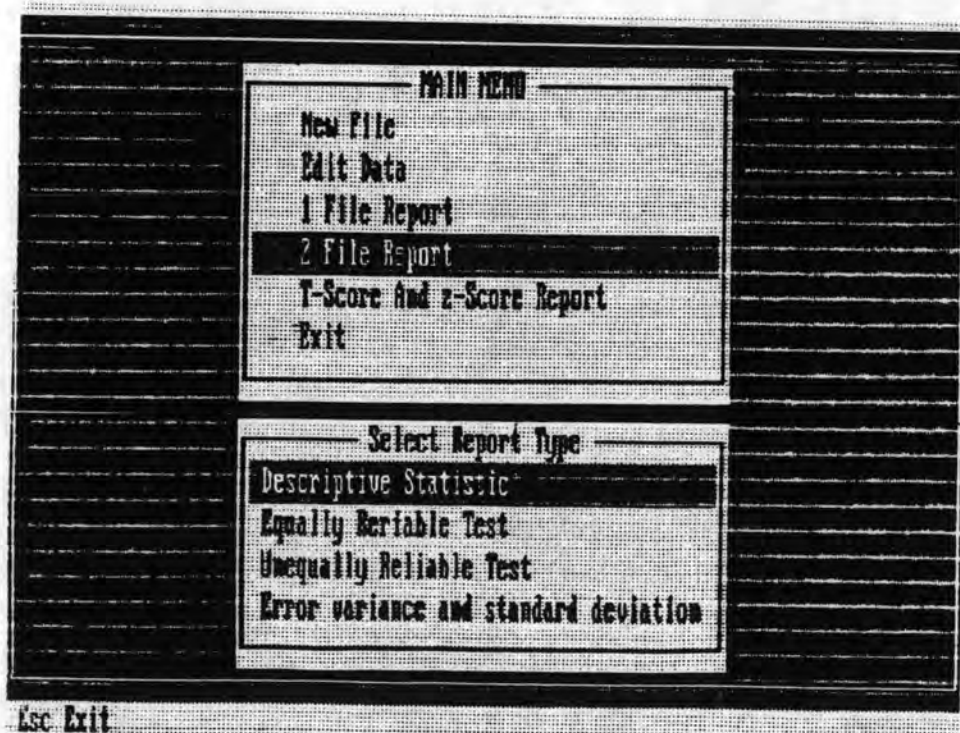 MAIN MENU
New File
Edit Data
1 File Report
2 File Report
T-Score And z-Score Report
Exit
Select Report Type
Descriptive Statistic
Equally Beriable Test
Unequally Reliable Test
Error variance and standard deviation
Esc Exit